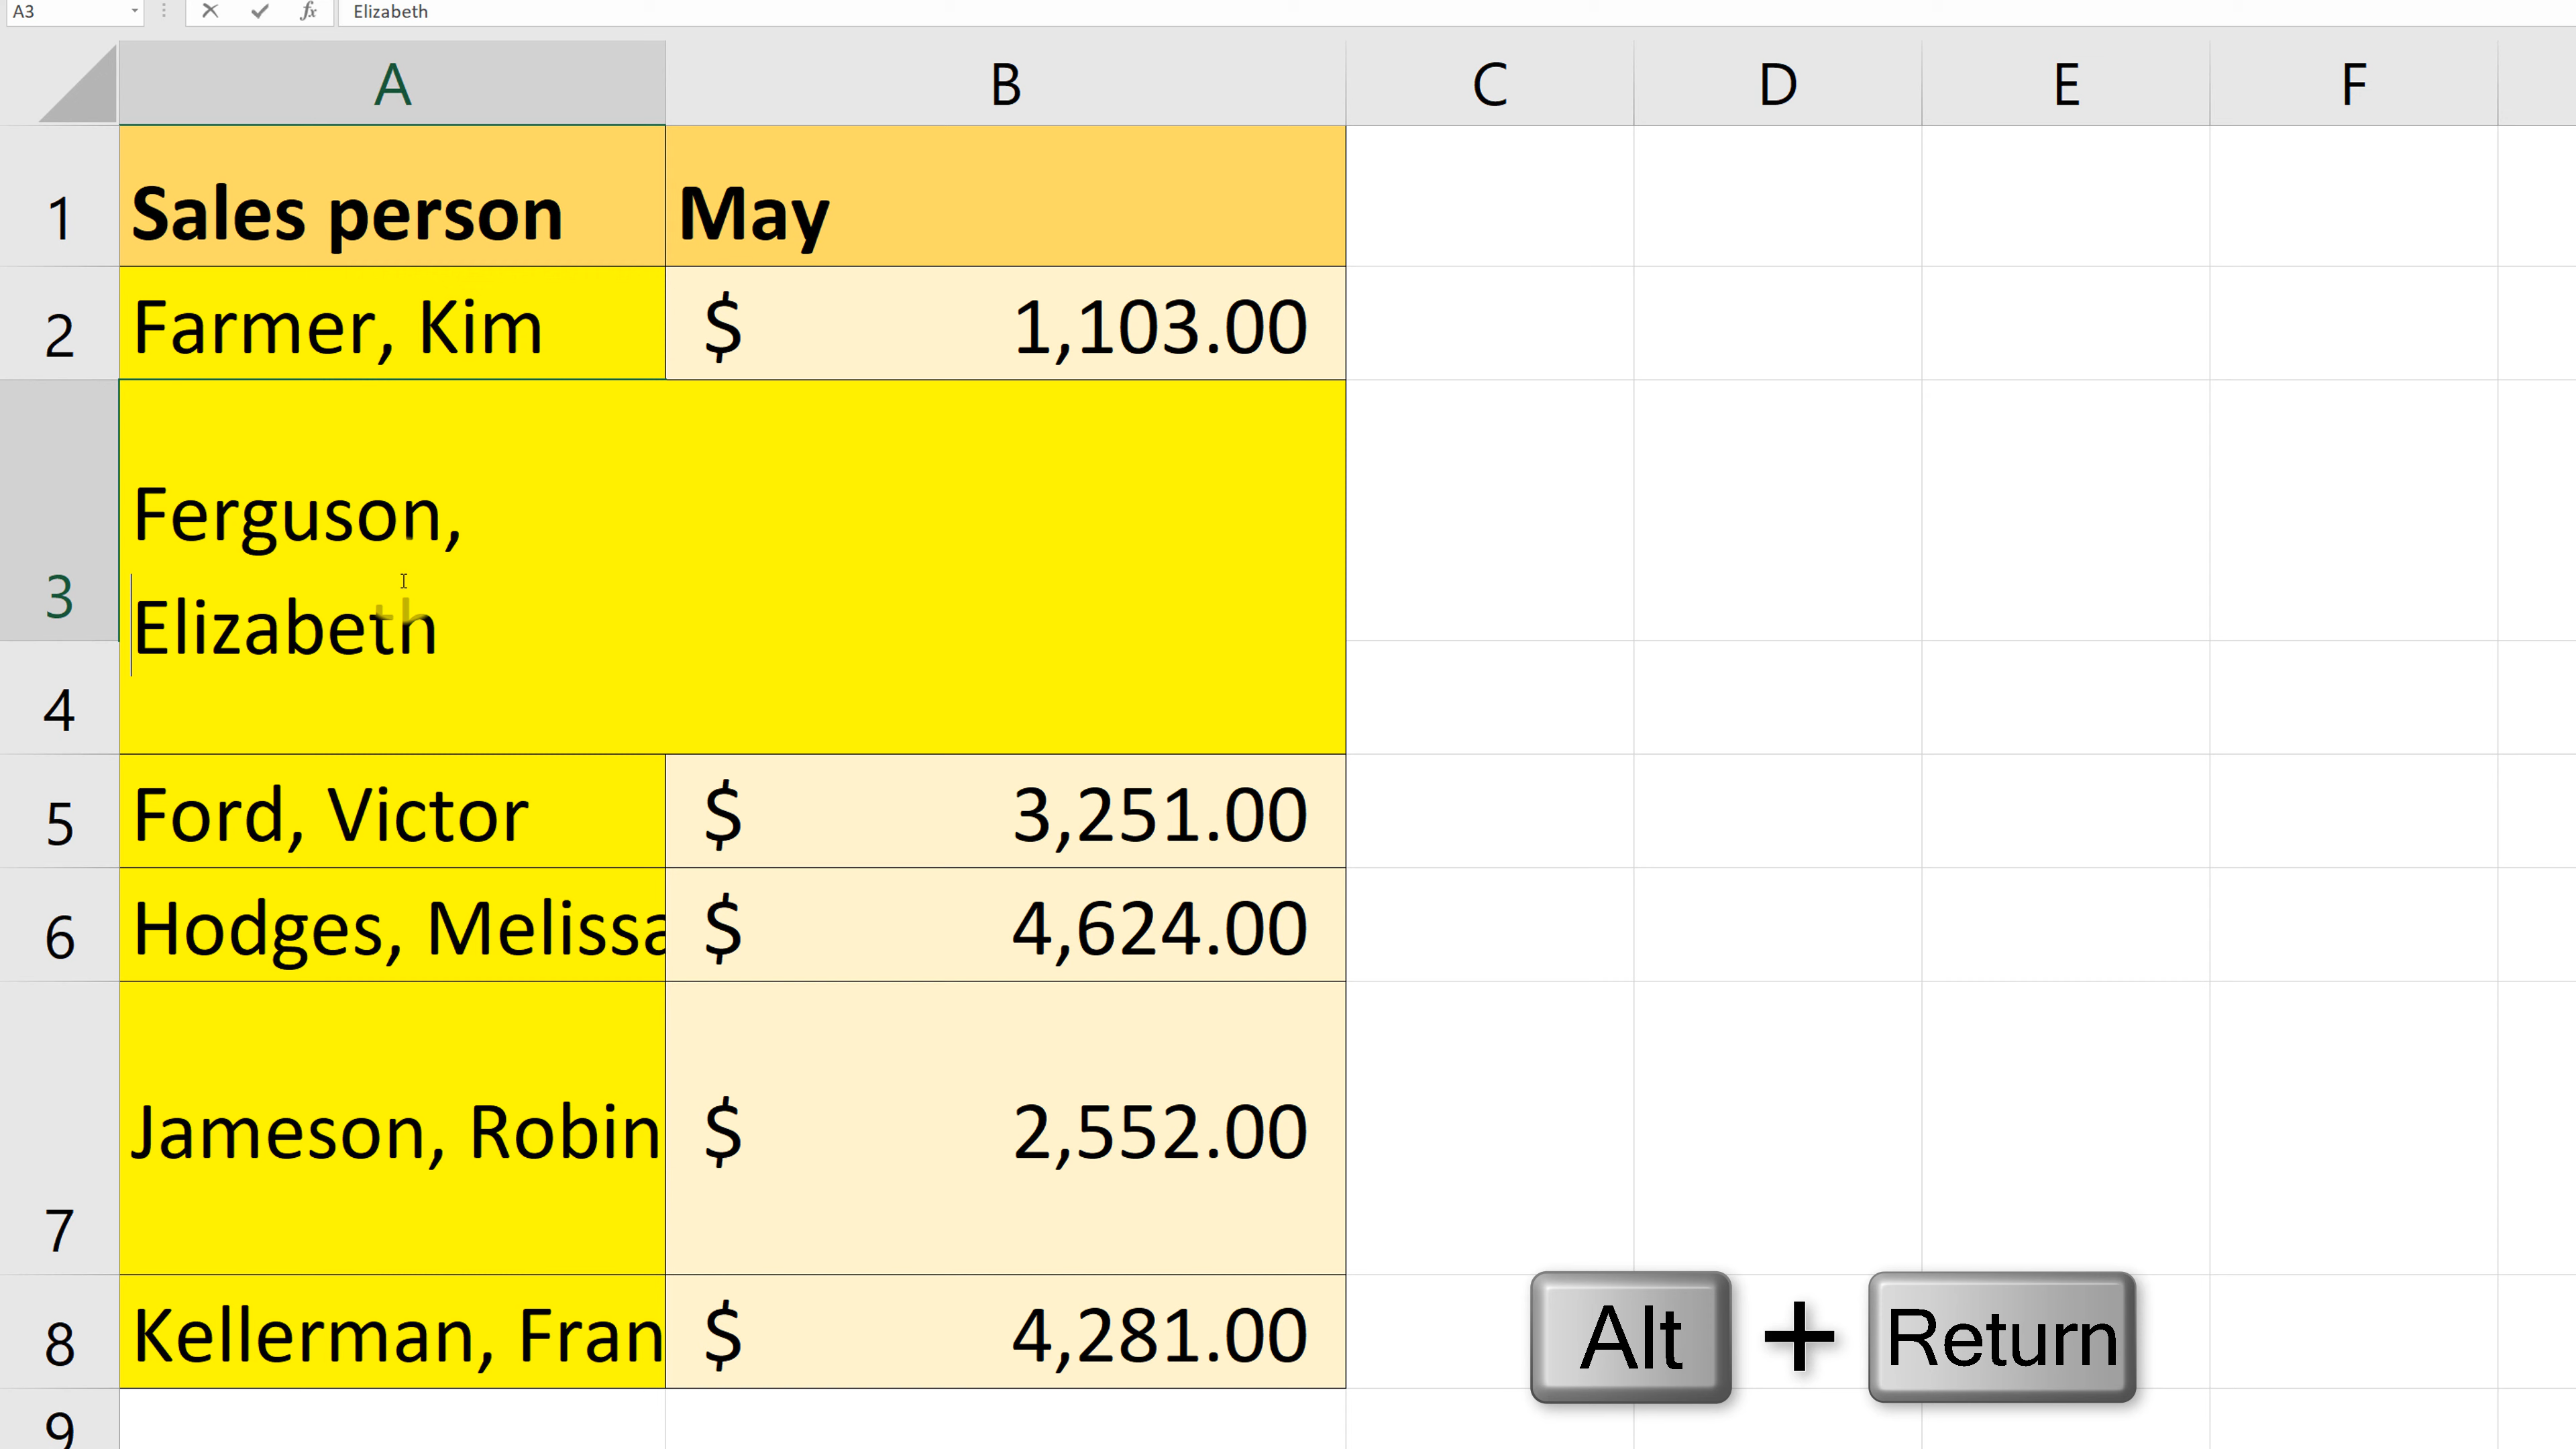 A3 fx Elizabeth
A B C D E F
1 Sales person May
2 Farmer, Kim $ 1,103.00
Ferguson,
3 Elizabeth
4
5 Ford, Victor $ 3,251.00
6 Hodges, Melissa $ 4,624.00
7 Jameson, Robin $ 2,552.00
8 Kellerman, Fran $ 4,281.00
Alt + Return
9